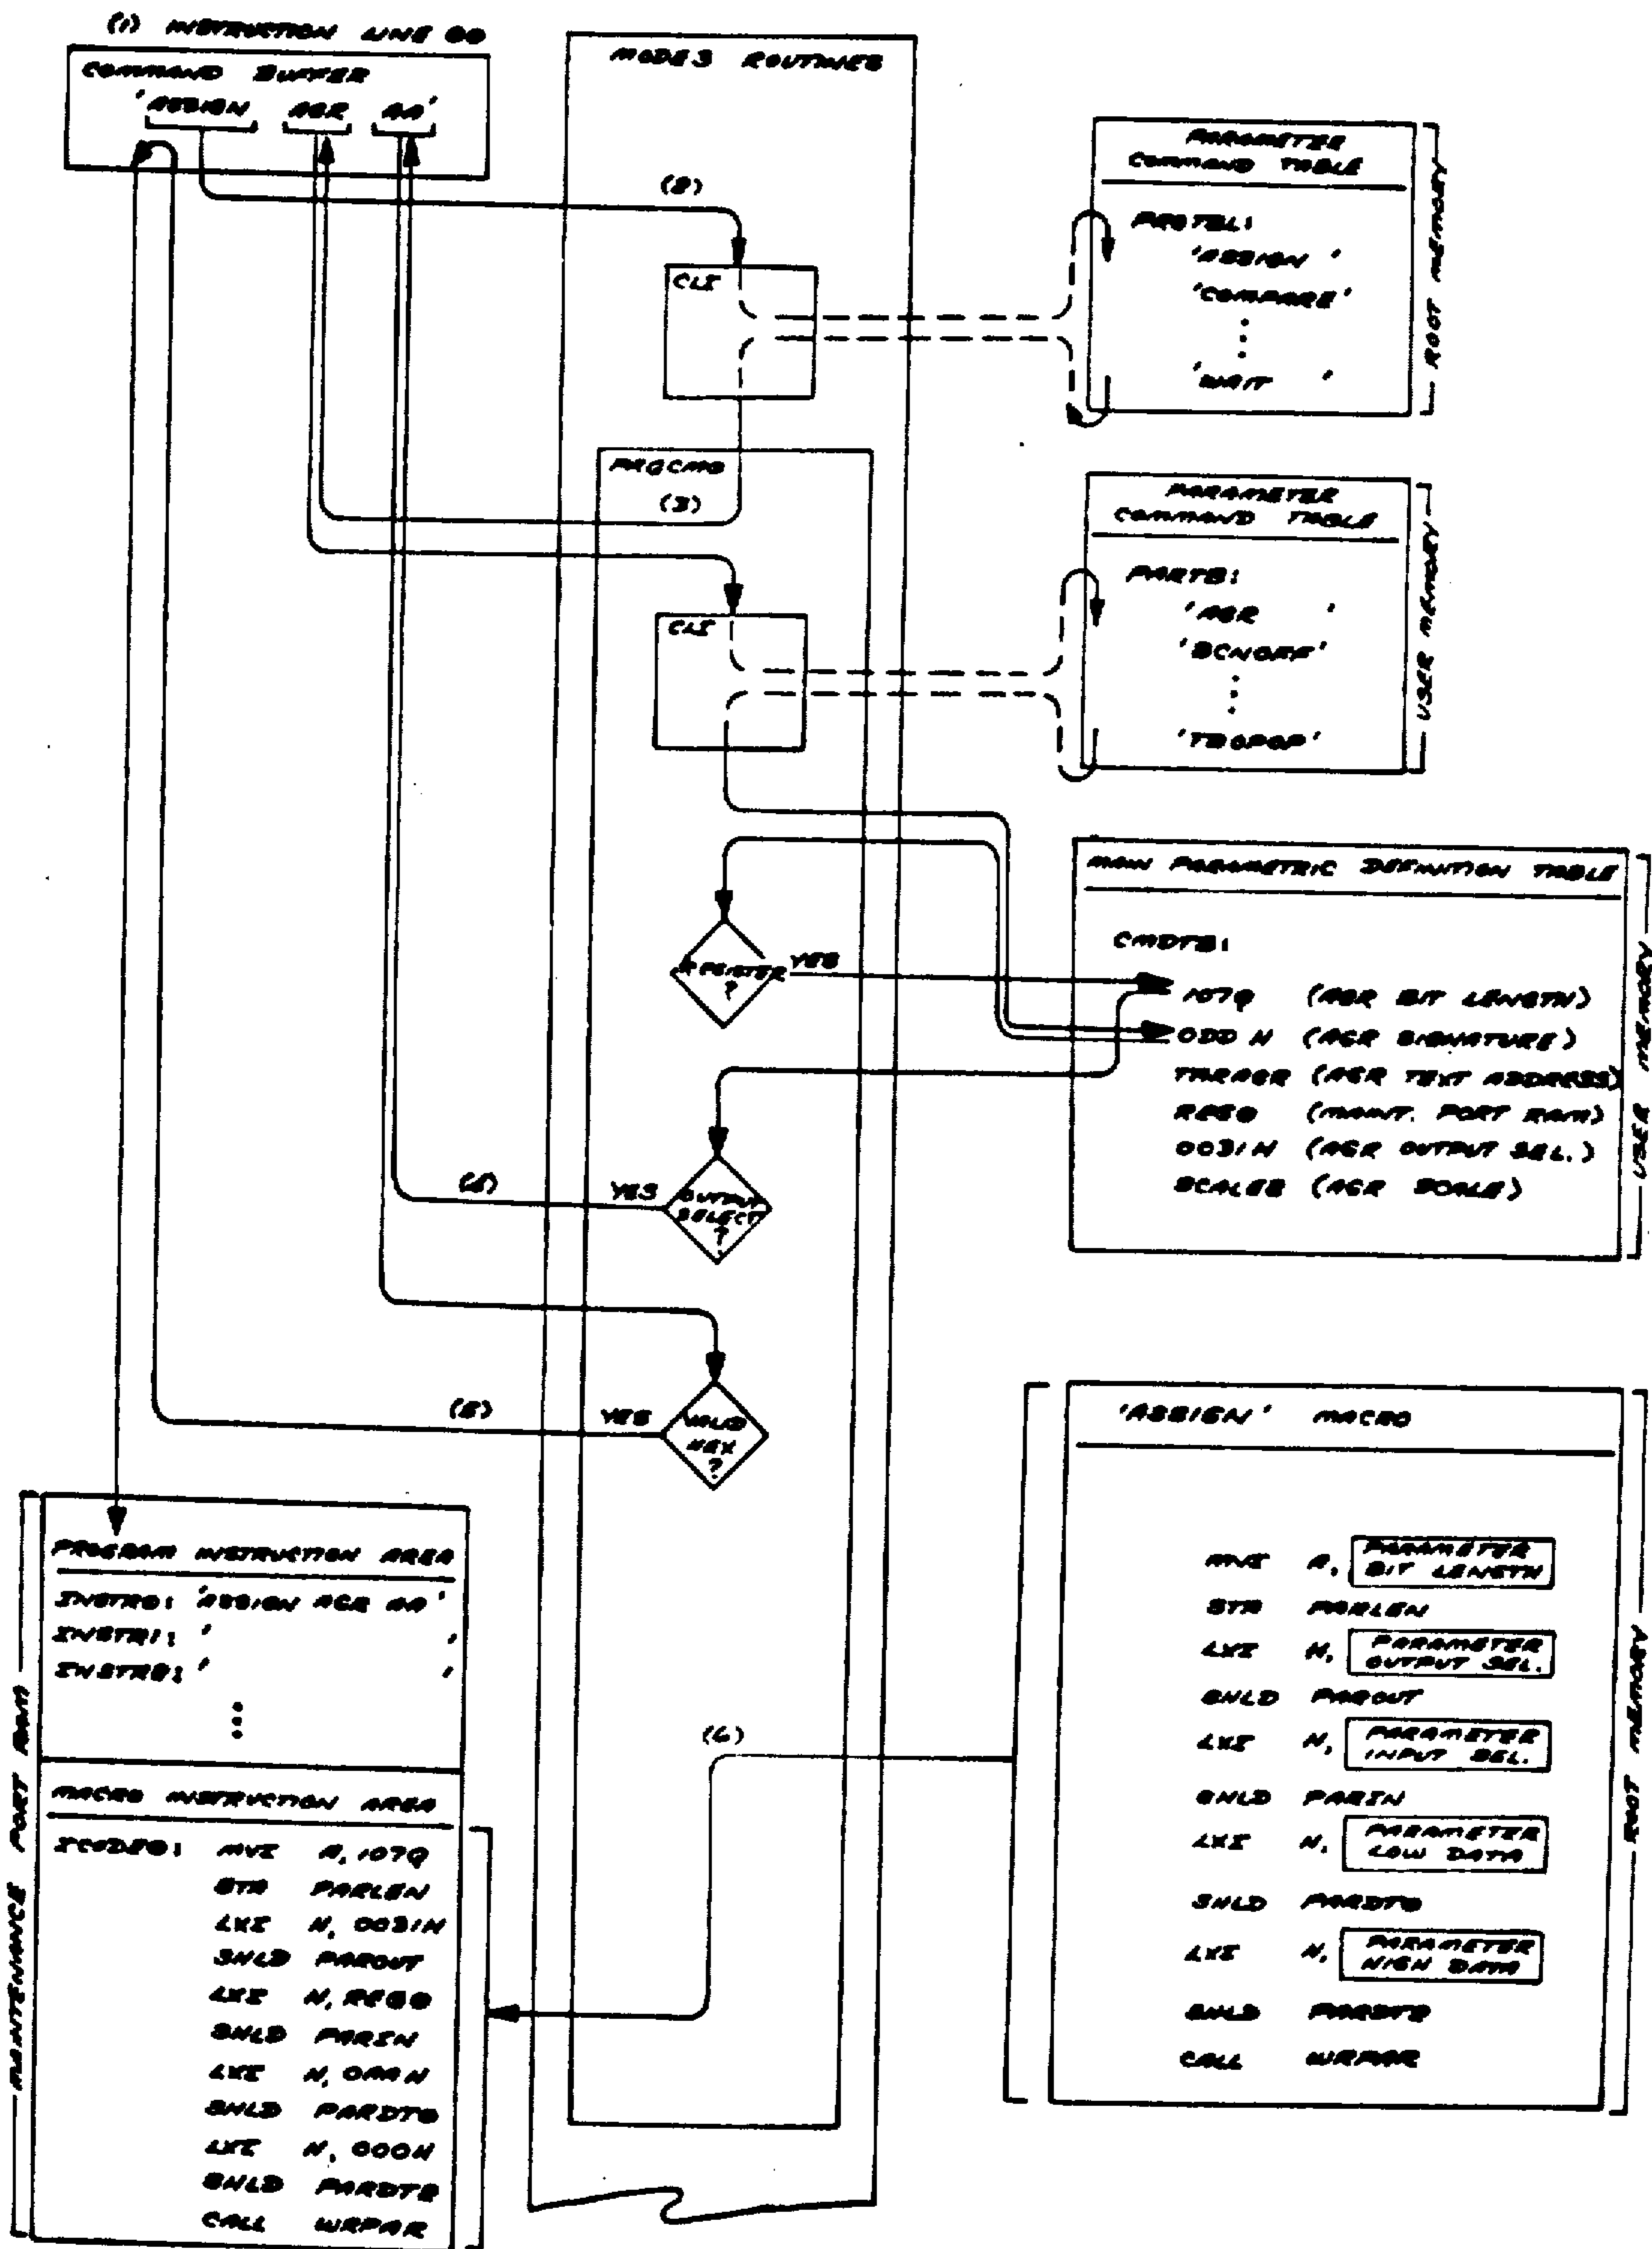 (1) INSTRUCTION LINE 00
COMMAND BUFFER
'ASSIGN AGR AA'
MODE3 ROUTINES
(2)
CLI
PARAMETER
COMMAND TABLE
'ASSIGN '
'COMPARE'
'WAIT '
ROOT MEMORY
PRGCMD
(3)
CLI
PARAMETER
COMMAND TABLE
PARTB:
'AGR '
'BCNOFF'
USER MEMORY
MAIN PARAMETRIC DEFINITION TABLE
CMDTB:
107Q (AGR BIT LENGTH)
ODD H (AGR SIGNATURE)
TMRAGR (AGR TEXT ADDRESS)
REG0 (MAINT. PORT RAM)
0031H (AGR OUTPUT SEL.)
(AGR SCALE)
USER MEMORY
REGISTER
?
YES
(4)
YES
OUTPUT
SELECT
?
(5)
YES
VALID
HEX
?
'ASSIGN' MACRO
MVI A, PARAMETER
BIT LENGTH
STA PARLEN
LXI H, PARAMETER
OUTPUT SEL.
SHLD PAROUT
LXI H, PARAMETER
INPUT SEL.
SHLD PARIN
LXI H, PARAMETER
LOW DATA
SHLD PARDT0
LXI H, PARAMETER
HIGH DATA
SHLD PARDT2
CALL WRPAR
ROOT MEMORY
(6)
PROGRAM INSTRUCTION AREA
INSTR0: 'ASSIGN AGR AA'
INSTR1: ' '
INSTR2: ' '
MACRO INSTRUCTION AREA
ICODE0: MVI A, 107Q
STA PARLEN
LXI H, 0031H
SHLD PAROUT
LXI H, REG0
SHLD PARIN
LXI H, 0AAH
SHLD PARDT0
LXI H, 000H
SHLD PARDT2
CALL WRPAR
MAINTENANCE PORT RAM